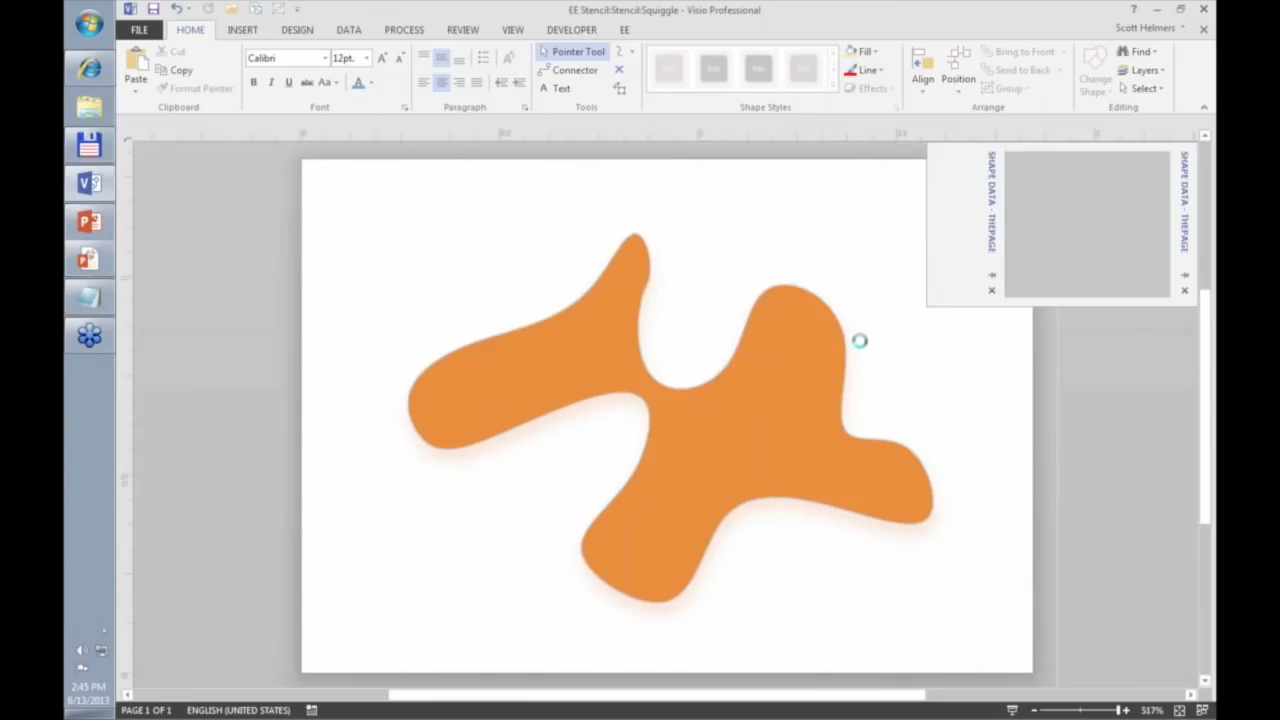 EE Stencil:Stencil:Squiggle - Visio Professional
?
FILE HOME INSERT DESIGN DATA PROCESS REVIEW VIEW DEVELOPER EE
Scott Helmers
Paste
Cut
Copy
Format Painter
Clipboard
Calibri 12pt.
B I U abc Aa A
Font
Paragraph
Pointer Tool
Connector
A Text
Tools
Shape Styles
Fill
Line
Effects
Align
Position
Bring to Front
Send to Back
Group
Arrange
Change Shape
Find
Layers
Select
Editing
SHAPE DATA - THEPAGE
SHAPE DATA - THEPAGE
2:45 PM
6/13/2013
PAGE 1 OF 1 ENGLISH (UNITED STATES) 517%